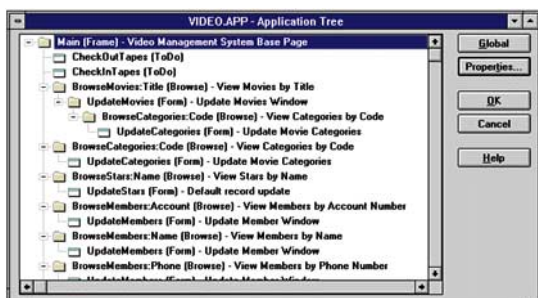 VIDEO.APP - Application Tree
Main (Frame) - Video Management System Base Page
CheckOutTapes (ToDo)
CheckInTapes (ToDo)
BrowseMovies:Title (Browse) - View Movies by Title
UpdateMovies (Form) - Update Movies Window
BrowseCategories:Code (Browse) - View Categories by Code
UpdateCategories (Form) - Update Movie Categories
BrowseCategories:Code (Browse) - View Categories by Code
UpdateCategories (Form) - Update Movie Categories
BrowseStars:Name (Browse) - View Stars by Name
UpdateStars (Form) - Default record update
BrowseMembers:Account (Browse) - View Members by Account Number
UpdateMembers (Form) - Update Member Window
BrowseMembers:Name (Browse) - View Members by Name
UpdateMembers (Form) - Update Member Window
BrowseMembers:Phone (Browse) - View Members by Phone Number
UpdateMembers (Form) - Update Member Window
Global
Properties...
OK
Cancel
Help